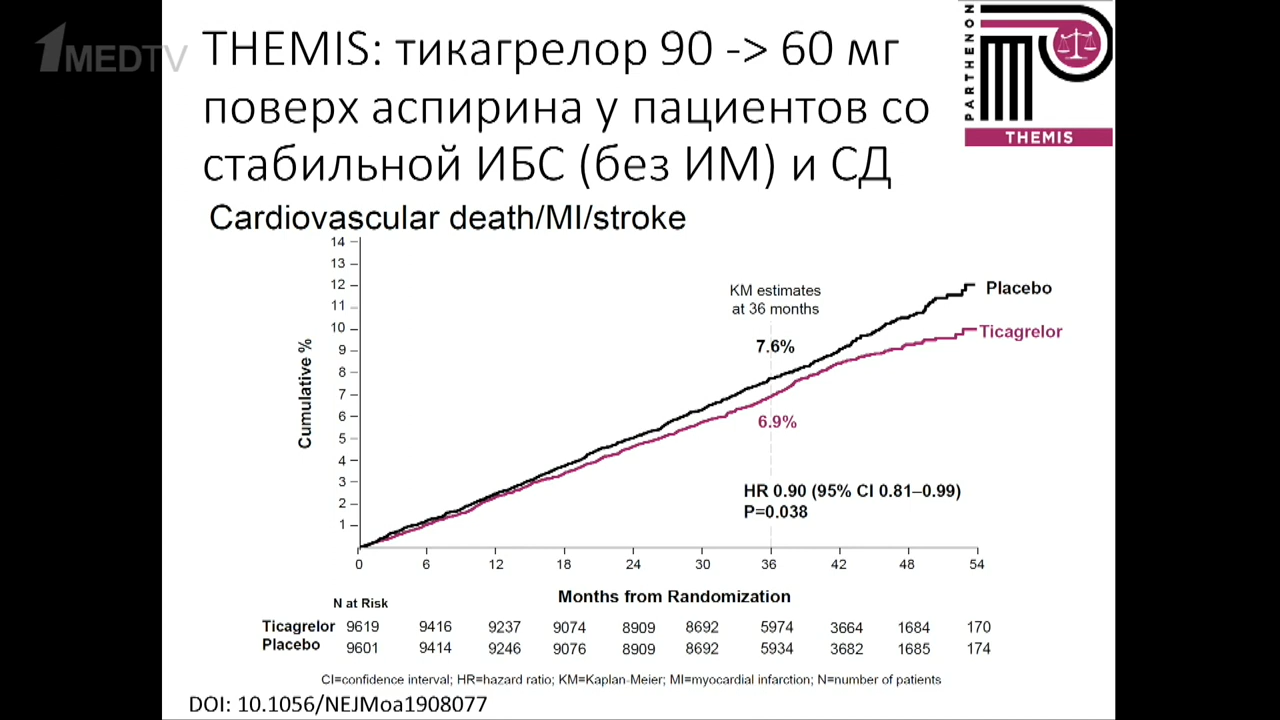 1MEDTV
THEMIS: тикагрелор 90 -> 60 мг
поверх аспирина у пациентов со
стабильной ИБС (без ИМ) и СД
PARTHENON
THEMIS
Cardiovascular death/MI/stroke
Cumulative %
14
13
12
11
10
9
8
7
6
5
4
3
2
1
KM estimates
at 36 months
7.6%
6.9%
Placebo
Ticagrelor
HR 0.90 (95% CI 0.81–0.99)
P=0.038
0 6 12 18 24 30 36 42 48 54
Months from Randomization
N at Risk
Ticagrelor 9619 9416 9237 9074 8909 8692 5974 3664 1684 170
Placebo 9601 9414 9246 9076 8909 8692 5934 3682 1685 174
CI=confidence interval; HR=hazard ratio; KM=Kaplan-Meier; MI=myocardial infarction; N=number of patients
DOI: 10.1056/NEJMoa1908077